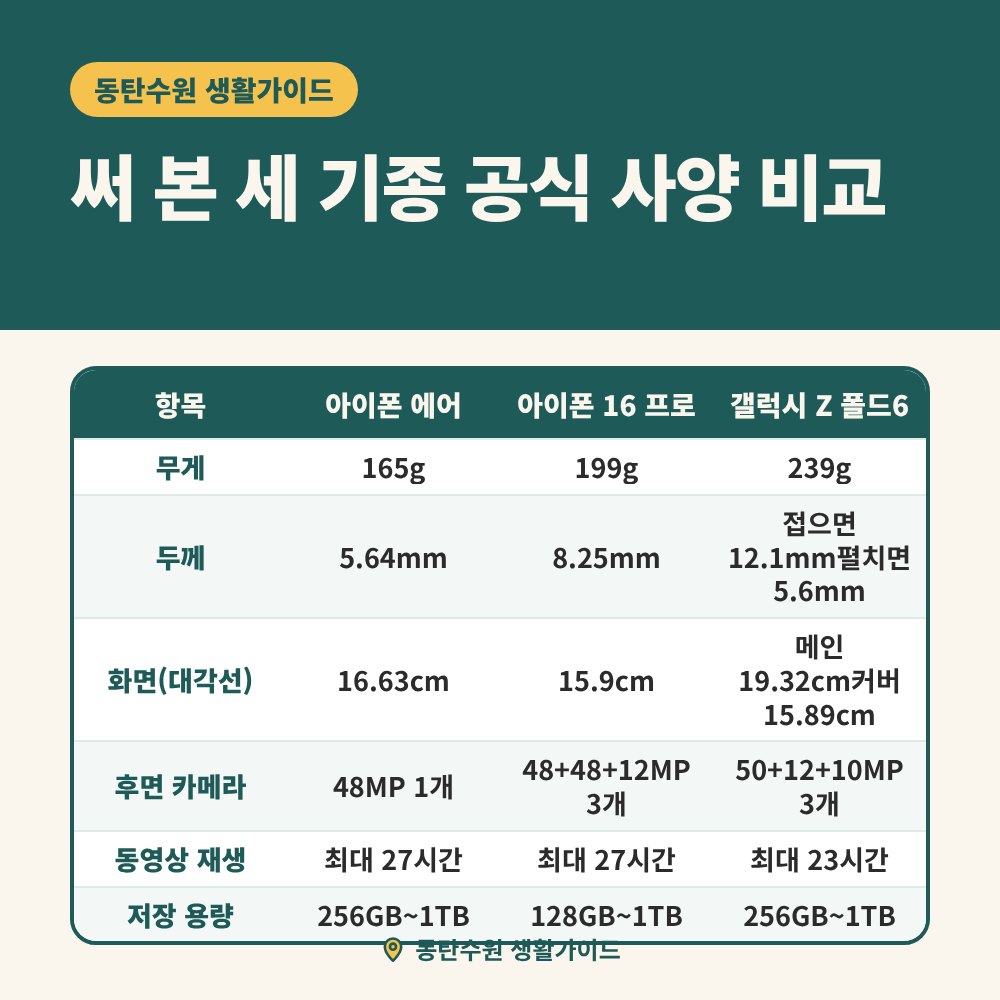 동탄수원 생활가이드
써 본 세 기종 공식 사양 비교
항목 아이폰 에어 아이폰 16 프로 갤럭시 Z 폴드6
무게 165g 199g 239g
두께 5.64mm 8.25mm 접으면
12.1mm펼치면
5.6mm
화면(대각선) 16.63cm 15.9cm 메인
19.32cm커버
15.89cm
후면 카메라 48MP 1개 48+48+12MP
3개 50+12+10MP
3개
동영상 재생 최대 27시간 최대 27시간 최대 23시간
저장 용량 256GB~1TB 128GB~1TB 256GB~1TB
동탄수원 생활가이드